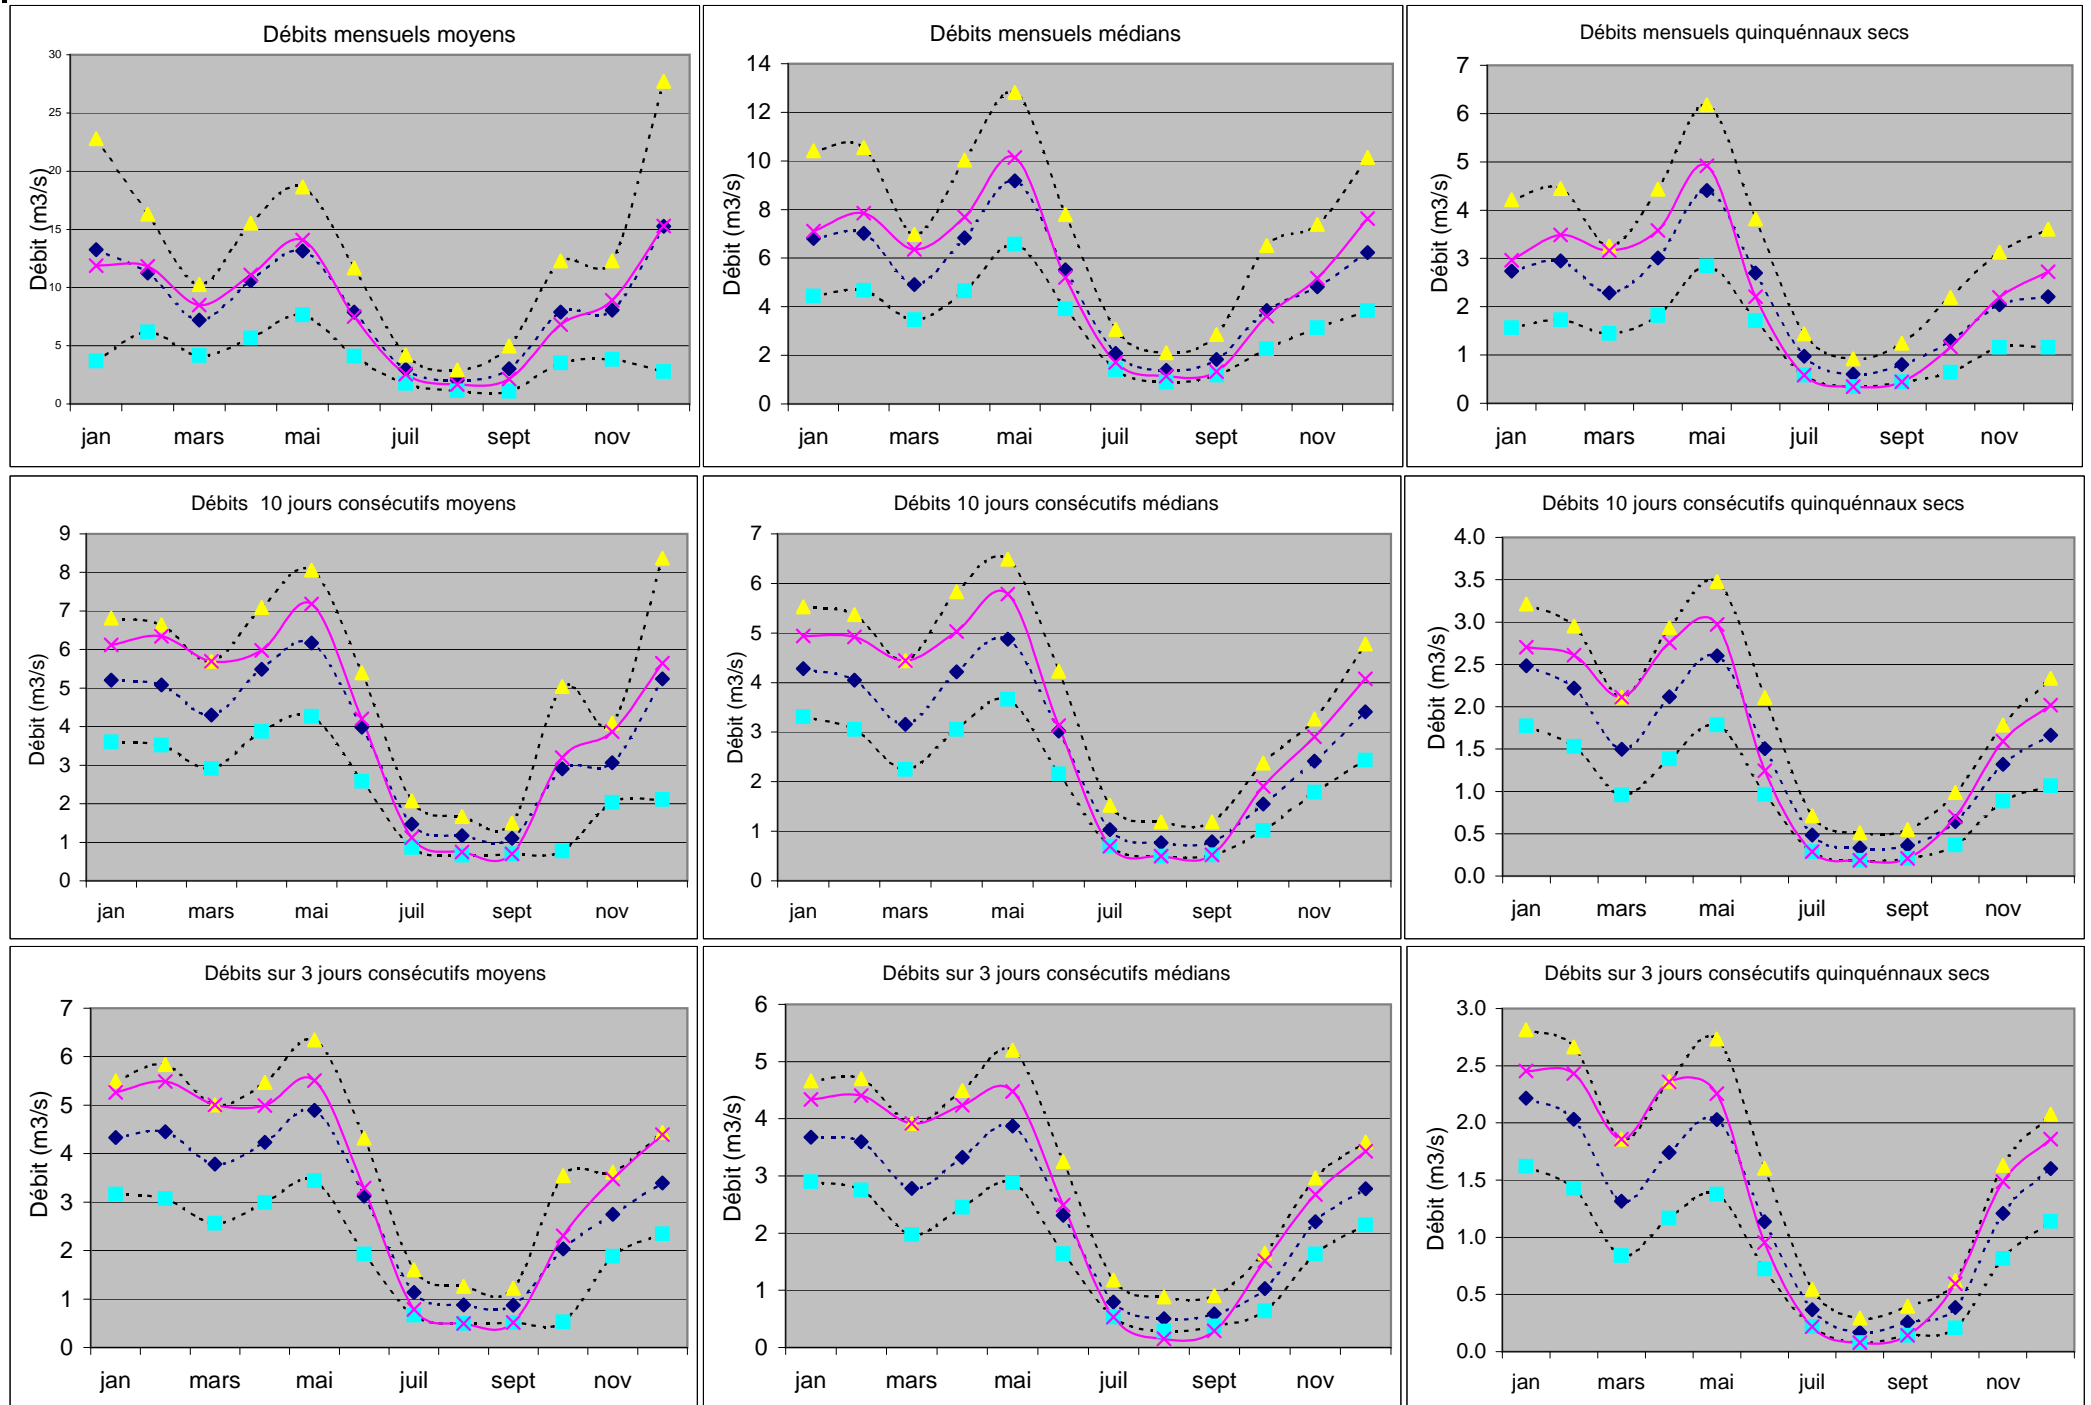 Débits mensuels moyens
30
25
20
15
10
5
0
Débit (m3/s)
jan mars mai juil sept nov
Débits mensuels médians
14
12
10
8
6
4
2
0
Débit (m3/s)
jan mars mai juil sept nov
Débits mensuels quinquénnaux secs
7
6
5
4
3
2
1
0
Débit (m3/s)
jan mars mai juil sept nov
Débits 10 jours consécutifs moyens
9
8
7
6
5
4
3
2
1
0
Débit (m3/s)
jan mars mai juil sept nov
Débits 10 jours consécutifs médians
7
6
5
4
3
2
1
0
Débit (m3/s)
jan mars mai juil sept nov
Débits 10 jours consécutifs quinquénnaux secs
4.0
3.5
3.0
2.5
2.0
1.5
1.0
0.5
0.0
Débit (m3/s)
jan mars mai juil sept nov
Débits sur 3 jours consécutifs moyens
7
6
5
4
3
2
1
0
Débit (m3/s)
jan mars mai juil sept nov
Débits sur 3 jours consécutifs médians
6
5
4
3
2
1
0
Débit (m3/s)
jan mars mai juil sept nov
Débits sur 3 jours consécutifs quinquénnaux secs
3.0
2.5
2.0
1.5
1.0
0.5
0.0
Débit (m3/s)
jan mars mai juil sept nov